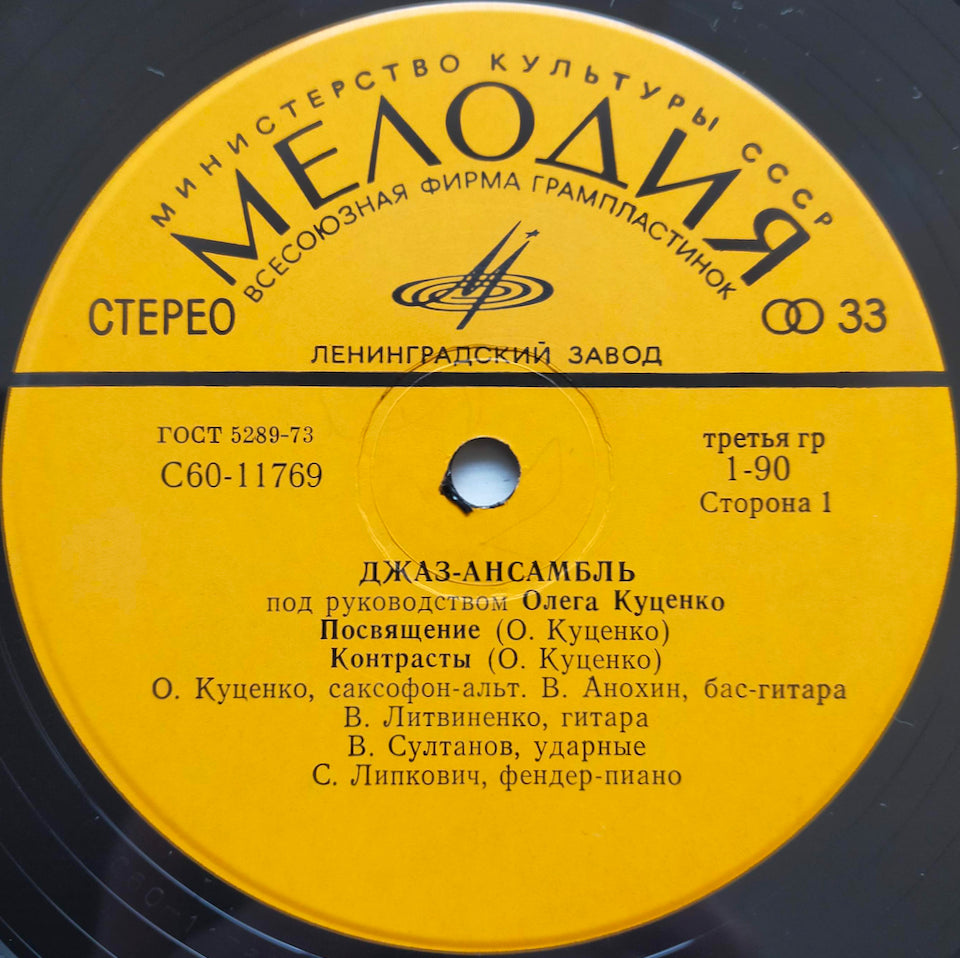 МИНИСТЕРСТВО КУЛЬТУРЫ СССР
МЕЛОДИЯ
ВСЕСОЮЗНАЯ ФИРМА ГРАМПЛАСТИНОК
СТЕРЕО
33
ЛЕНИНГРАДСКИЙ ЗАВОД
ГОСТ 5289-73
С60-11769
третья гр
1-90
Сторона 1
ДЖАЗ-АНСАМБЛЬ
под руководством Олега Куценко
Посвящение (О. Куценко)
Контрасты (О. Куценко)
О. Куценко, саксофон-альт. В. Анохин, бас-гитара
В. Литвиненко, гитара
В. Султанов, ударные
С. Липкович, фендер-пиано